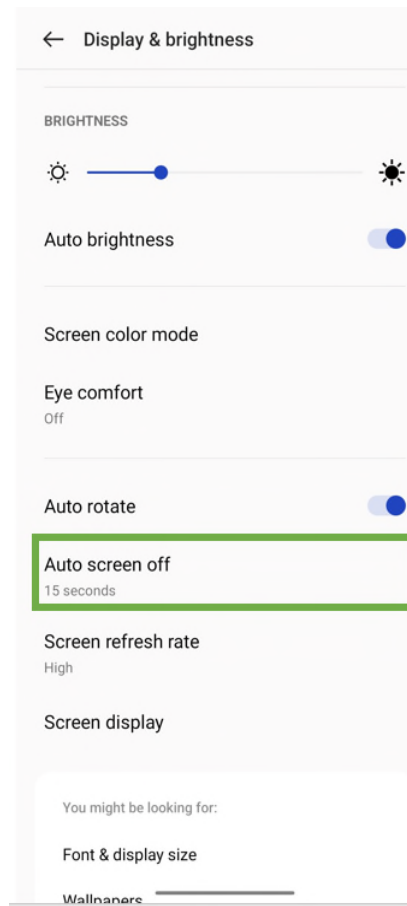 Display & brightness
BRIGHTNESS
Auto brightness
Screen color mode
Eye comfort
Off
Auto rotate
Auto screen off
15 seconds
Screen refresh rate
High
Screen display
You might be looking for:
Font & display size
Wallpapers